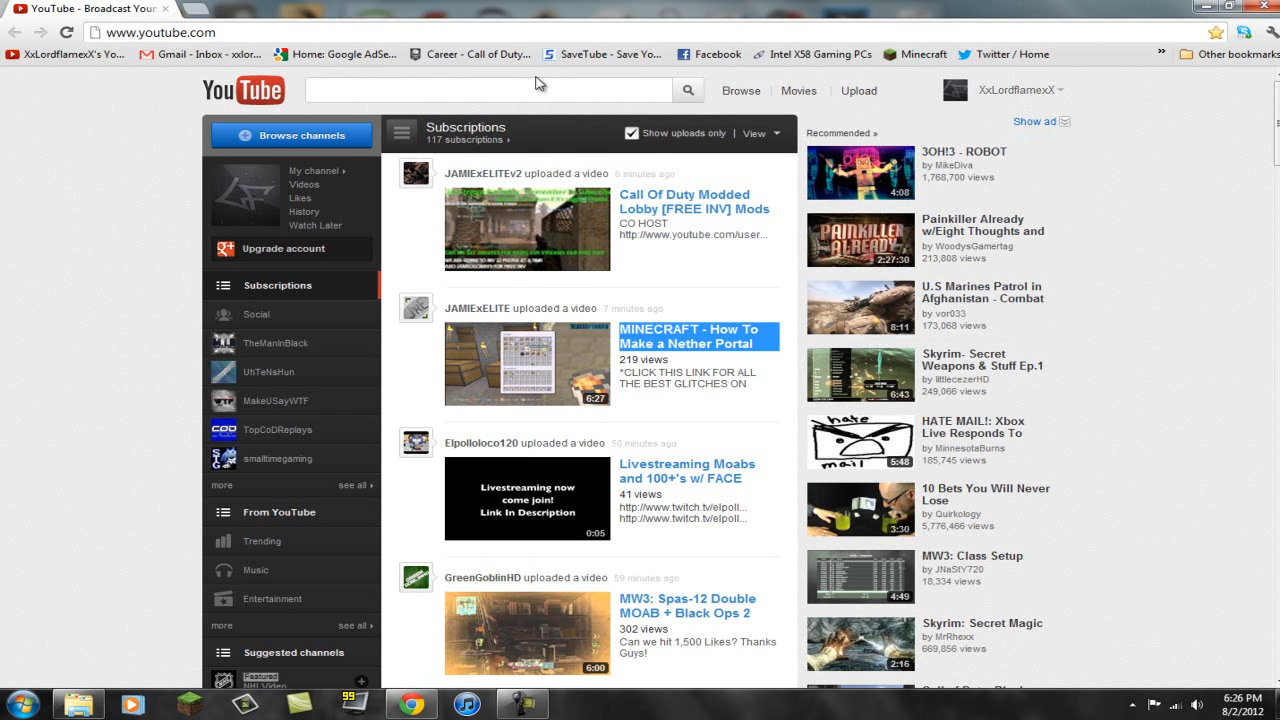 YouTube - Broadcast Your
www.youtube.com
XxLordflamexX's Yo...
Gmail - Inbox - xxlor...
Home: Google AdSe...
Career - Call of Duty...
SaveTube - Save Yo...
Facebook
Intel X58 Gaming PCs
Minecraft
Twitter / Home
»
Other bookmarks
YouTube
Browse
Movies
Upload
XxLordflamexX
Browse channels
My channel ›
Videos
Likes
History
Watch Later
Upgrade account
Subscriptions
Social
TheManInBlack
UhTeNsHun
MakeUSayWTF
TopCoDReplays
smalltimegaming
more
see all ›
From YouTube
Trending
Music
Entertainment
more
see all ›
Suggested channels
Featured
NHLVideo
Subscriptions
117 subscriptions ›
Show uploads only | View
JAMIExELITEv2 uploaded a video 6 minutes ago
Call Of Duty Modded
Lobby [FREE INV] Mods
CO HOST
http://www.youtube.com/user...
JAMIExELITE uploaded a video 7 minutes ago
6:27
MINECRAFT - How To
Make a Nether Portal
219 views
*CLICK THIS LINK FOR ALL
THE BEST GLITCHES ON
Elpolloloco120 uploaded a video 50 minutes ago
Livestreaming now
come join!
Link In Description
0:05
Livestreaming Moabs
and 100+'s w/ FACE
41 views
http://www.twitch.tv/elpoll...
http://www.twitch.tv/elpoll...
GreenGoblinHD uploaded a video 59 minutes ago
6:00
MW3: Spas-12 Double
MOAB + Black Ops 2
302 views
Can we hit 1,500 Likes? Thanks
Guys!
Show ad
Recommended »
4:08
3OH!3 - ROBOT
by MikeDiva
1,768,700 views
PAINKILLER
ALREADY
2:27:30
Painkiller Already
w/Eight Thoughts and
by WoodysGamertag
213,808 views
8:11
U.S Marines Patrol in
Afghanistan - Combat
by vor033
173,068 views
6:43
Skyrim- Secret
Weapons & Stuff Ep.1
by littlecezerHD
249,066 views
hate
mail
5:48
HATE MAIL!: Xbox
Live Responds To
by MinnesotaBurns
185,745 views
3:30
10 Bets You Will Never
Lose
by Quirkology
5,776,466 views
4:49
MW3: Class Setup
by JNaStY720
18,334 views
2:16
Skyrim: Secret Magic
by MrRhexx
669,856 views
99
6:26 PM
8/2/2012